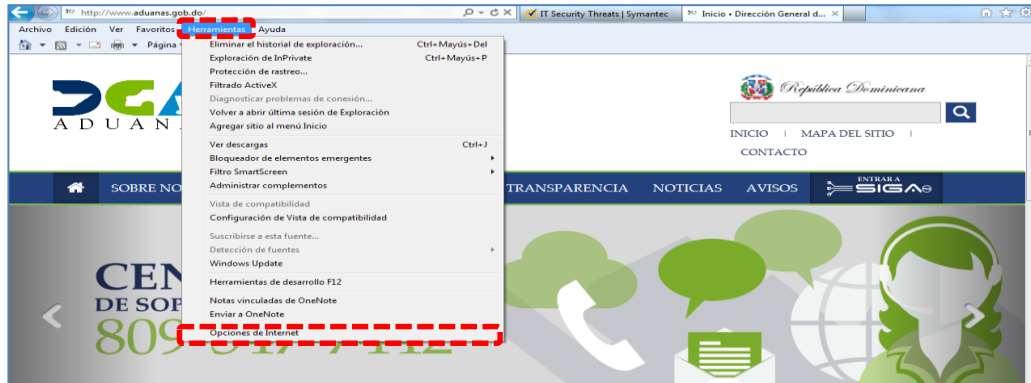 http://www.aduanas.gob.do/
IT Security Threats | Symantec
Inicio • Dirección General d...
Archivo Edición Ver Favoritos Herramientas Ayuda
Página
Eliminar el historial de exploración... Ctrl+Mayús+Del
Exploración de InPrivate Ctrl+Mayús+P
Protección de rastreo...
Filtrado ActiveX
Diagnosticar problemas de conexión...
Volver a abrir última sesión de Exploración
Agregar sitio al menú Inicio
Ver descargas Ctrl+J
Bloqueador de elementos emergentes
Filtro SmartScreen
Administrar complementos
Vista de compatibilidad
Configuración de Vista de compatibilidad
Suscribirse a esta fuente...
Detección de fuentes
Windows Update
Herramientas de desarrollo F12
Notas vinculadas de OneNote
Enviar a OneNote
Opciones de Internet
República Dominicana
INICIO | MAPA DEL SITIO |
CONTACTO
SOBRE NO
TRANSPARENCIA NOTICIAS AVISOS
ENTRAR A
SIGA
CEN
DE SOP
809